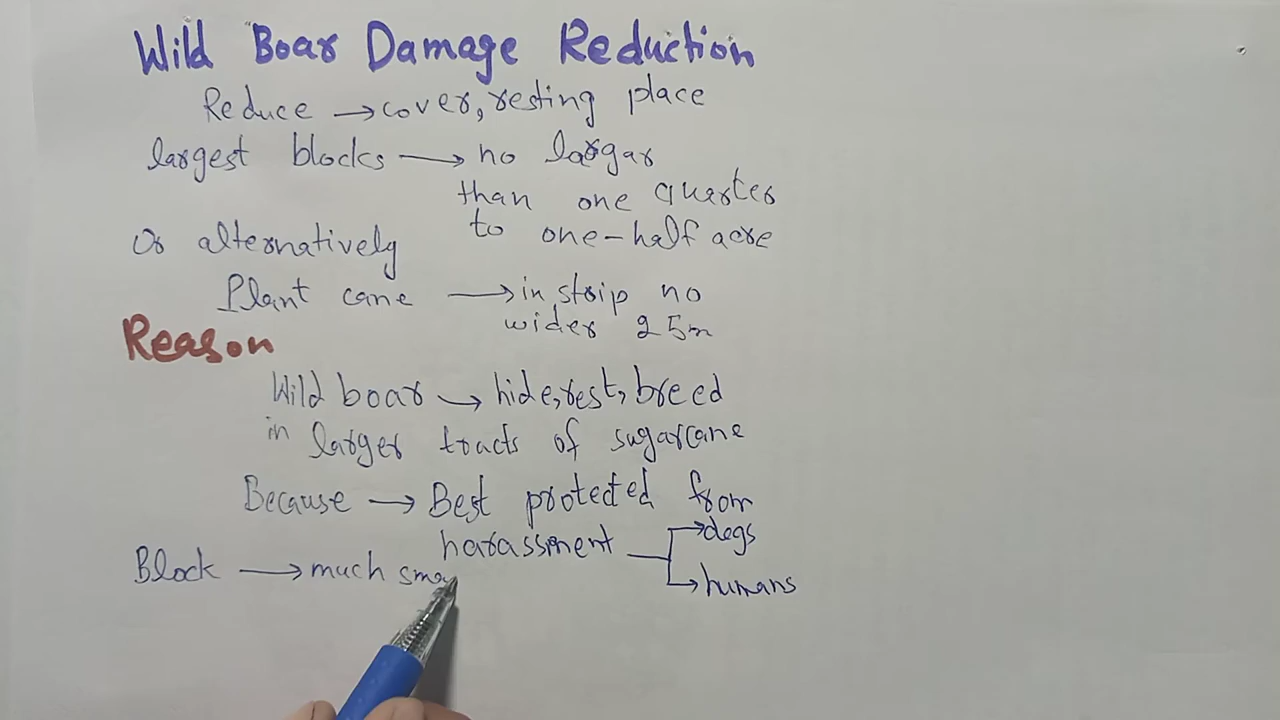 Wild Boar Damage Reduction
Reduce → cover, resting place
largest blocks → no largar
than one quarter
to one-half acre
Or alternatively
Plant cane → in strip no
wider 25m
Reason
Wild boar → hide, rest, breed
in larger tracts of sugarcane
Because → Best protected from
harassment → dogs
→ humans
Block → much sma